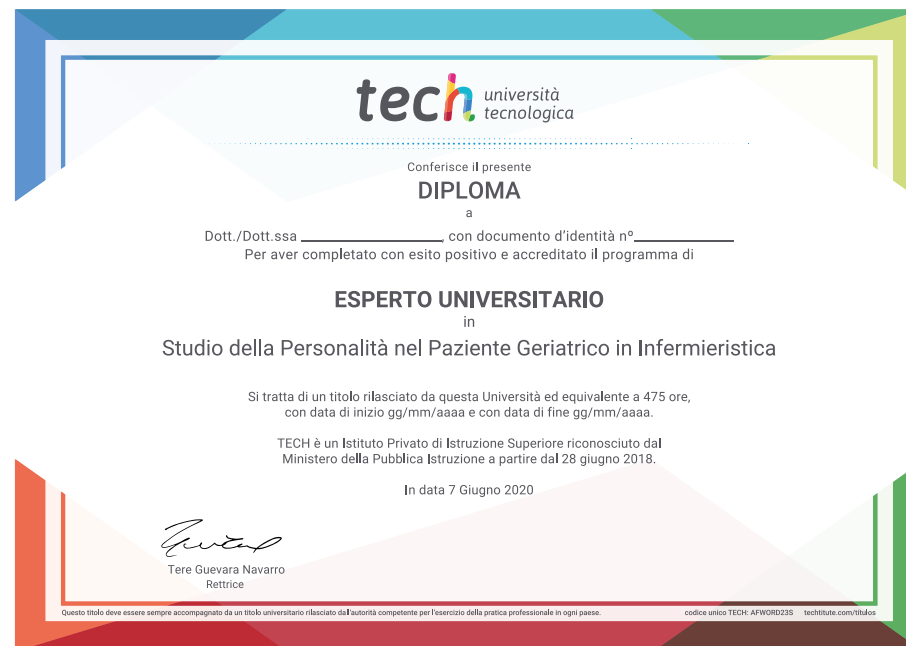 tech università
tecnologica
Conferisce il presente
DIPLOMA
a
Dott./Dott.ssa _________________, con documento d'identità nº____________
Per aver completato con esito positivo e accreditato il programma di
ESPERTO UNIVERSITARIO
in
Studio della Personalità nel Paziente Geriatrico in Infermieristica
Si tratta di un titolo rilasciato da questa Università ed equivalente a 475 ore,
con data di inizio gg/mm/aaaa e con data di fine gg/mm/aaaa.
TECH è un Istituto Privato di Istruzione Superiore riconosciuto dal
Ministero della Pubblica Istruzione a partire dal 28 giugno 2018.
In data 7 Giugno 2020
Tere Guevara Navarro
Rettrice
Questo titolo deve essere sempre accompagnato da un titolo universitario rilasciato dall'autorità competente per l'esercizio della pratica professionale in ogni paese. codice unico TECH: AFWORD23S techtitute.com/titulos